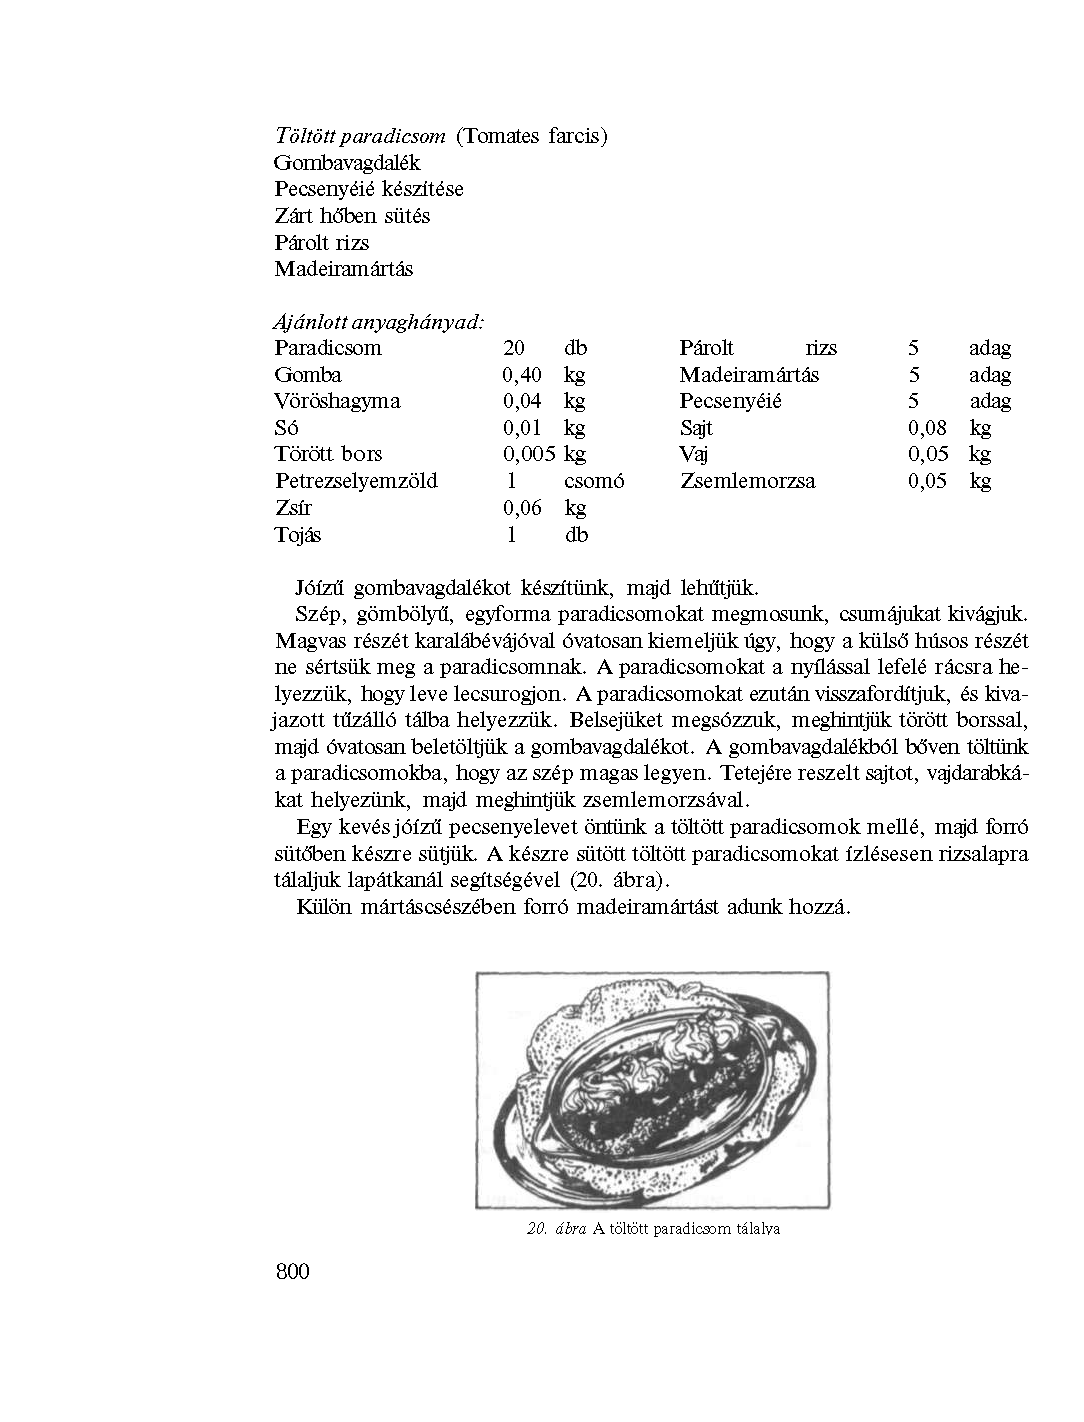 Töltött paradicsom (Tomates farcis)
Gombavagdalék
Pecsenyéié készítése
Zárt hőben sütés
Párolt rizs
Madeiramártás
Ajánlott anyaghányad:
Paradicsom 20 db Párolt rizs 5 adag
Gomba 0,40 kg Madeiramártás 5 adag
Vöröshagyma 0,04 kg Pecsenyéié 5 adag
Só 0,01 kg Sajt 0,08 kg
Törött bors 0,005 kg Vaj 0,05 kg
Petrezselyemzöld 1 csomó Zsemlemorzsa 0,05 kg
Zsír 0,06 kg
Tojás 1 db
Jóízű gombavagdalékot készítünk, majd lehűtjük.
Szép, gömbölyű, egyforma paradicsomokat megmosunk, csumájukat kivágjuk.
Magvas részét karalábévájóval óvatosan kiemeljük úgy, hogy a külső húsos részét
ne sértsük meg a paradicsomnak. A paradicsomokat a nyílással lefelé rácsra he-
lyezzük, hogy leve lecsurogjon. A paradicsomokat ezután visszafordítjuk, és kiva-
jazott tűzálló tálba helyezzük. Belsejüket megsózzuk, meghintjük törött borssal,
majd óvatosan beletöltjük a gombavagdalékot. A gombavagdalékból bőven töltünk
a paradicsomokba, hogy az szép magas legyen. Tetejére reszelt sajtot, vajdarabká-
kat helyezünk, majd meghintjük zsemlemorzsával.
Egy kevés jóízű pecsenyelevet öntünk a töltött paradicsomok mellé, majd forró
sütőben készre sütjük. A készre sütött töltött paradicsomokat ízlésesen rizsalapra
tálaljuk lapátkanál segítségével (20. ábra).
Külön mártáscsészében forró madeiramártást adunk hozzá.
20. ábra A töltött paradicsom tálalva
800